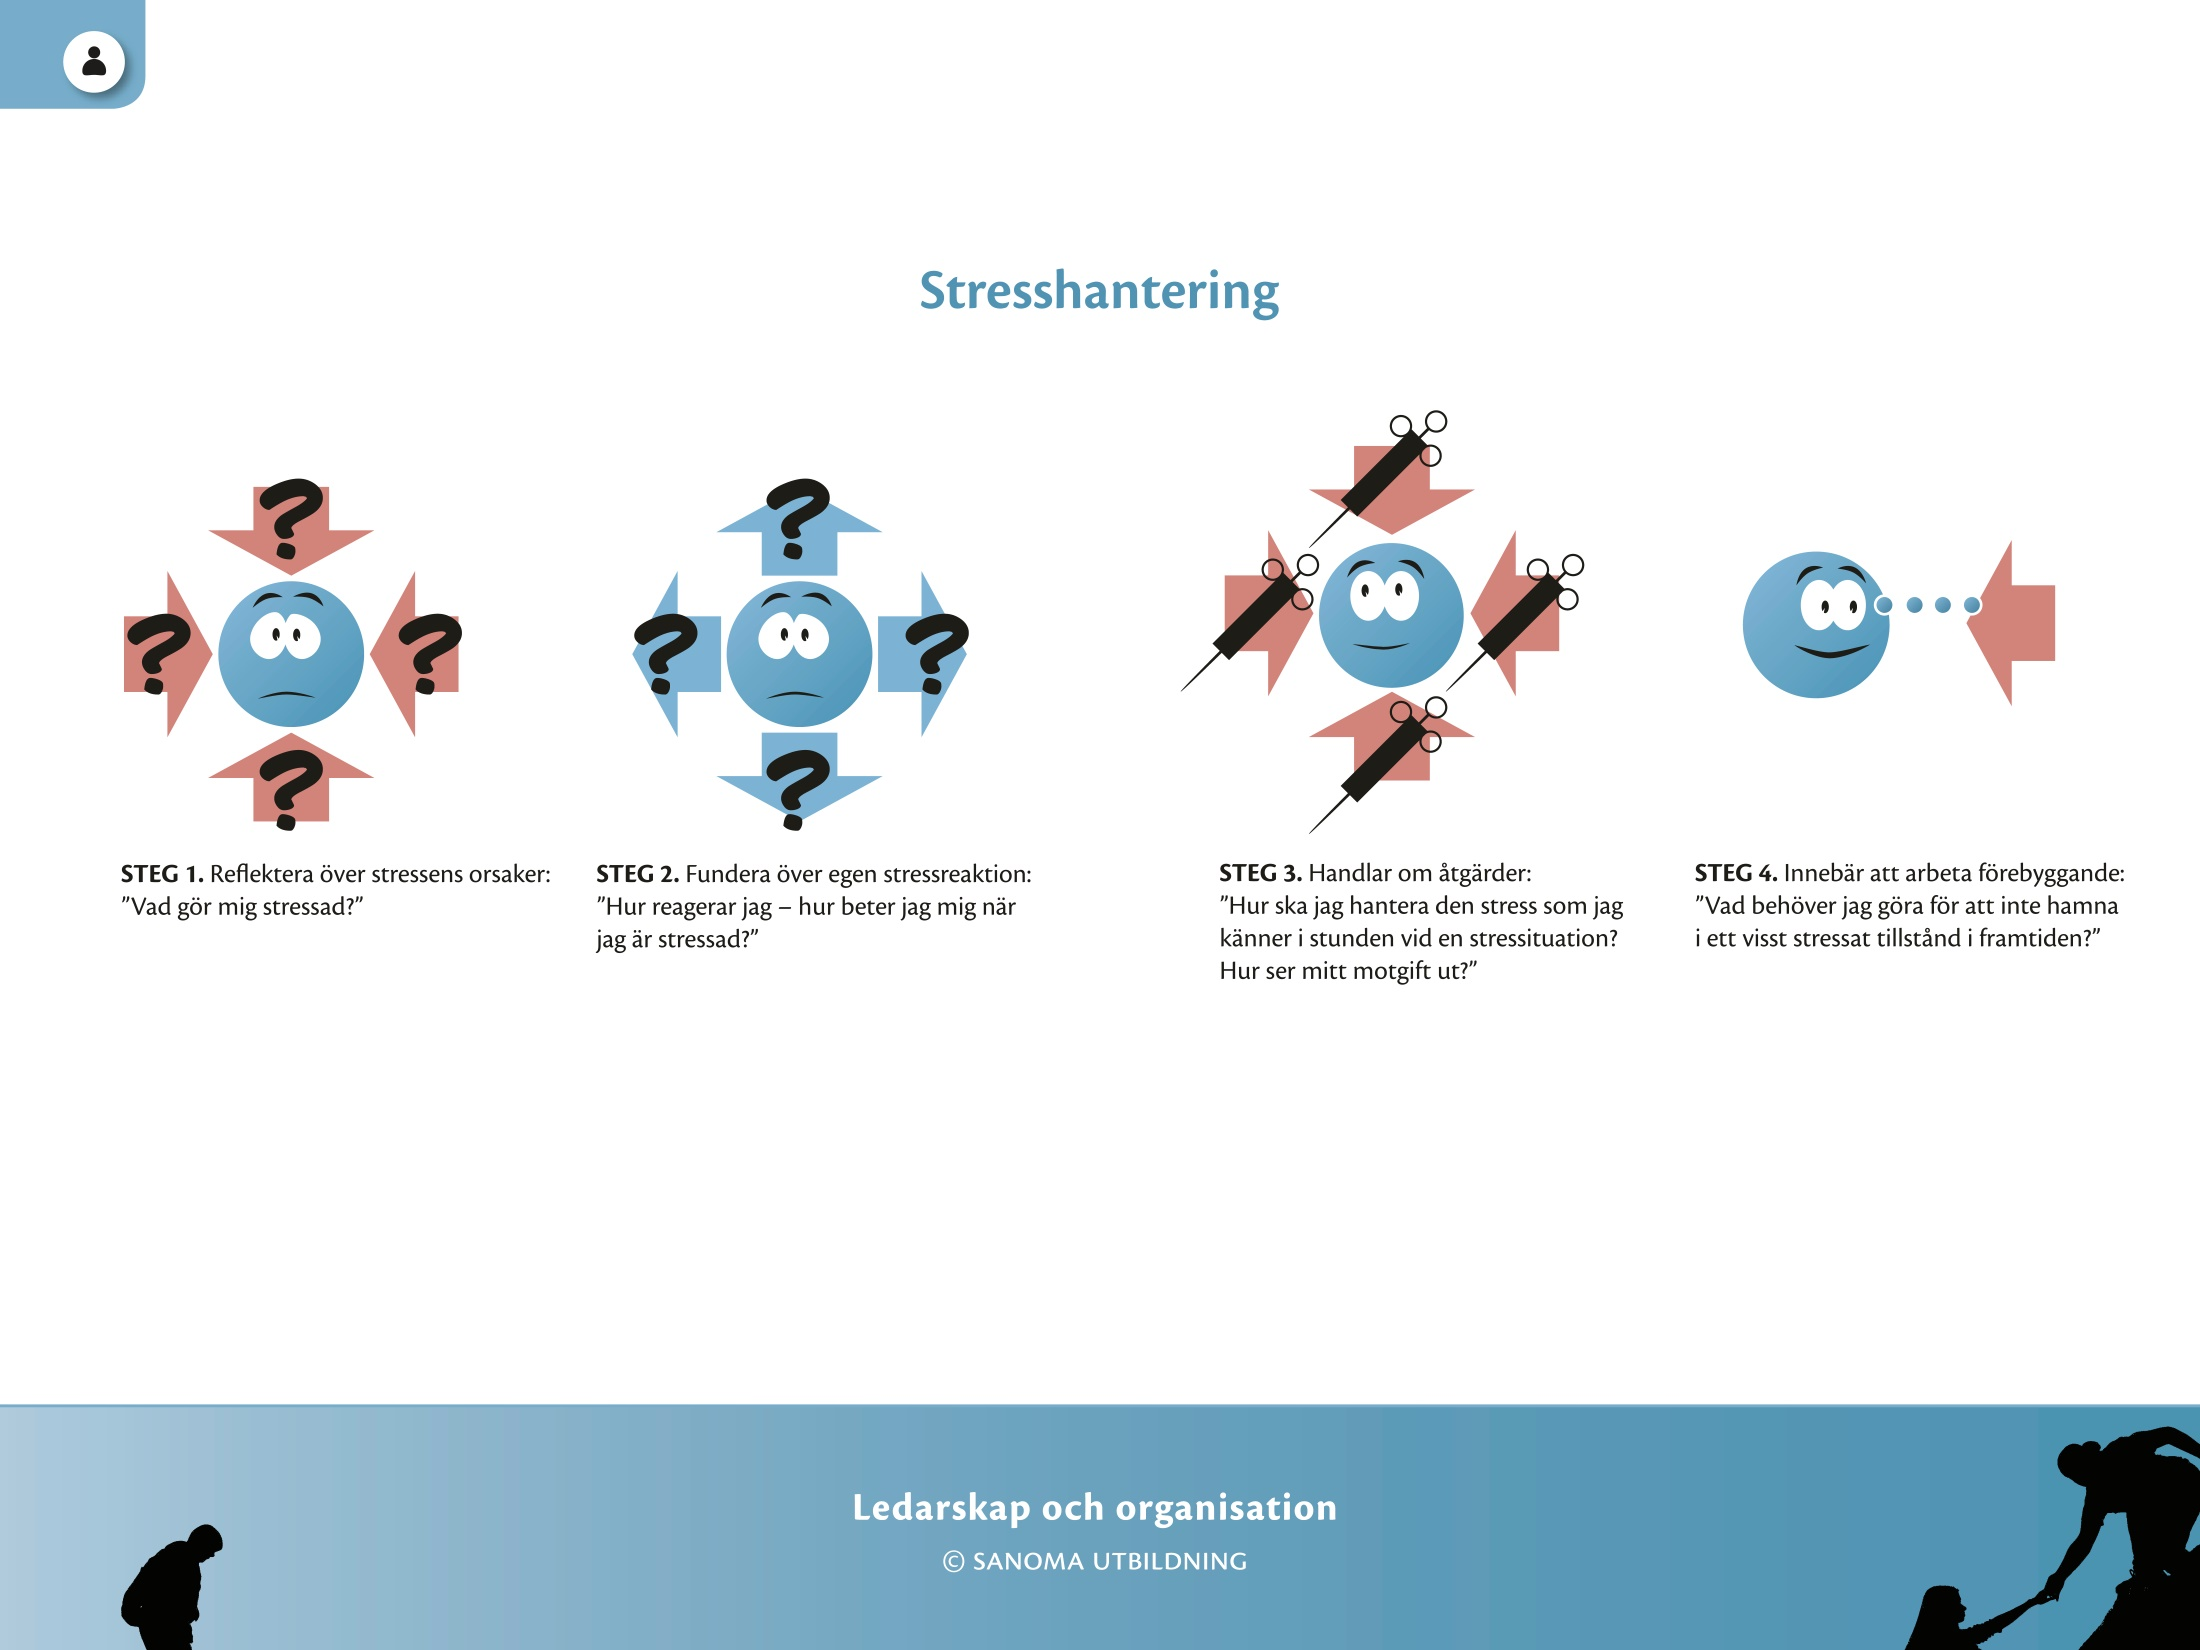 Stresshantering
?
?
?
?
?
?
?
?
STEG 1. Reflektera över stressens orsaker:
”Vad gör mig stressad?”
STEG 2. Fundera över egen stressreaktion:
”Hur reagerar jag – hur beter jag mig när
jag är stressad?”
STEG 3. Handlar om åtgärder:
”Hur ska jag hantera den stress som jag
känner i stunden vid en stressituation?
Hur ser mitt motgift ut?”
STEG 4. Innebär att arbeta förebyggande:
”Vad behöver jag göra för att inte hamna
i ett visst stressat tillstånd i framtiden?”
Ledarskap och organisation
© SANOMA UTBILDNING